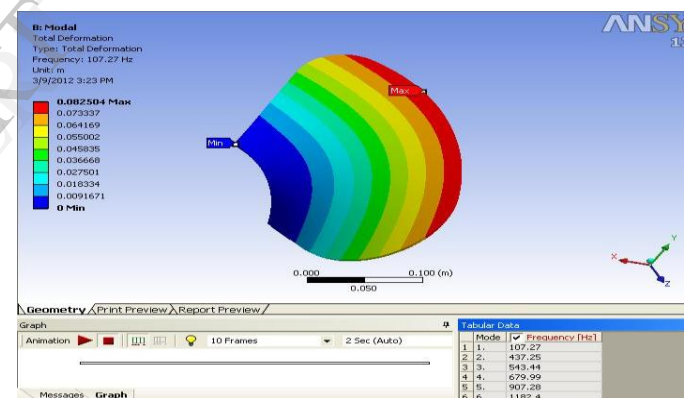 B: Modal
Total Deformation
Type: Total Deformation
Frequency: 107.27 Hz
Unit: m
3/9/2012 3:23 PM
0.082504 Max
0.073337
0.064169
0.055002
0.045835
0.036668
0.027501
0.018334
0.0091671
0 Min
ANSY
Max
Min
0.000 0.100 (m)
0.050
X
Y
Z
Geometry Print Preview Report Preview
Graph
Animation 10 Frames 2 Sec (Auto)
Messages Graph
Tabular Data
Mode Frequency [Hz]
1 1. 107.27
2 2. 437.25
3 3. 543.44
4 4. 679.99
5 5. 907.28
6 6. 1182.4